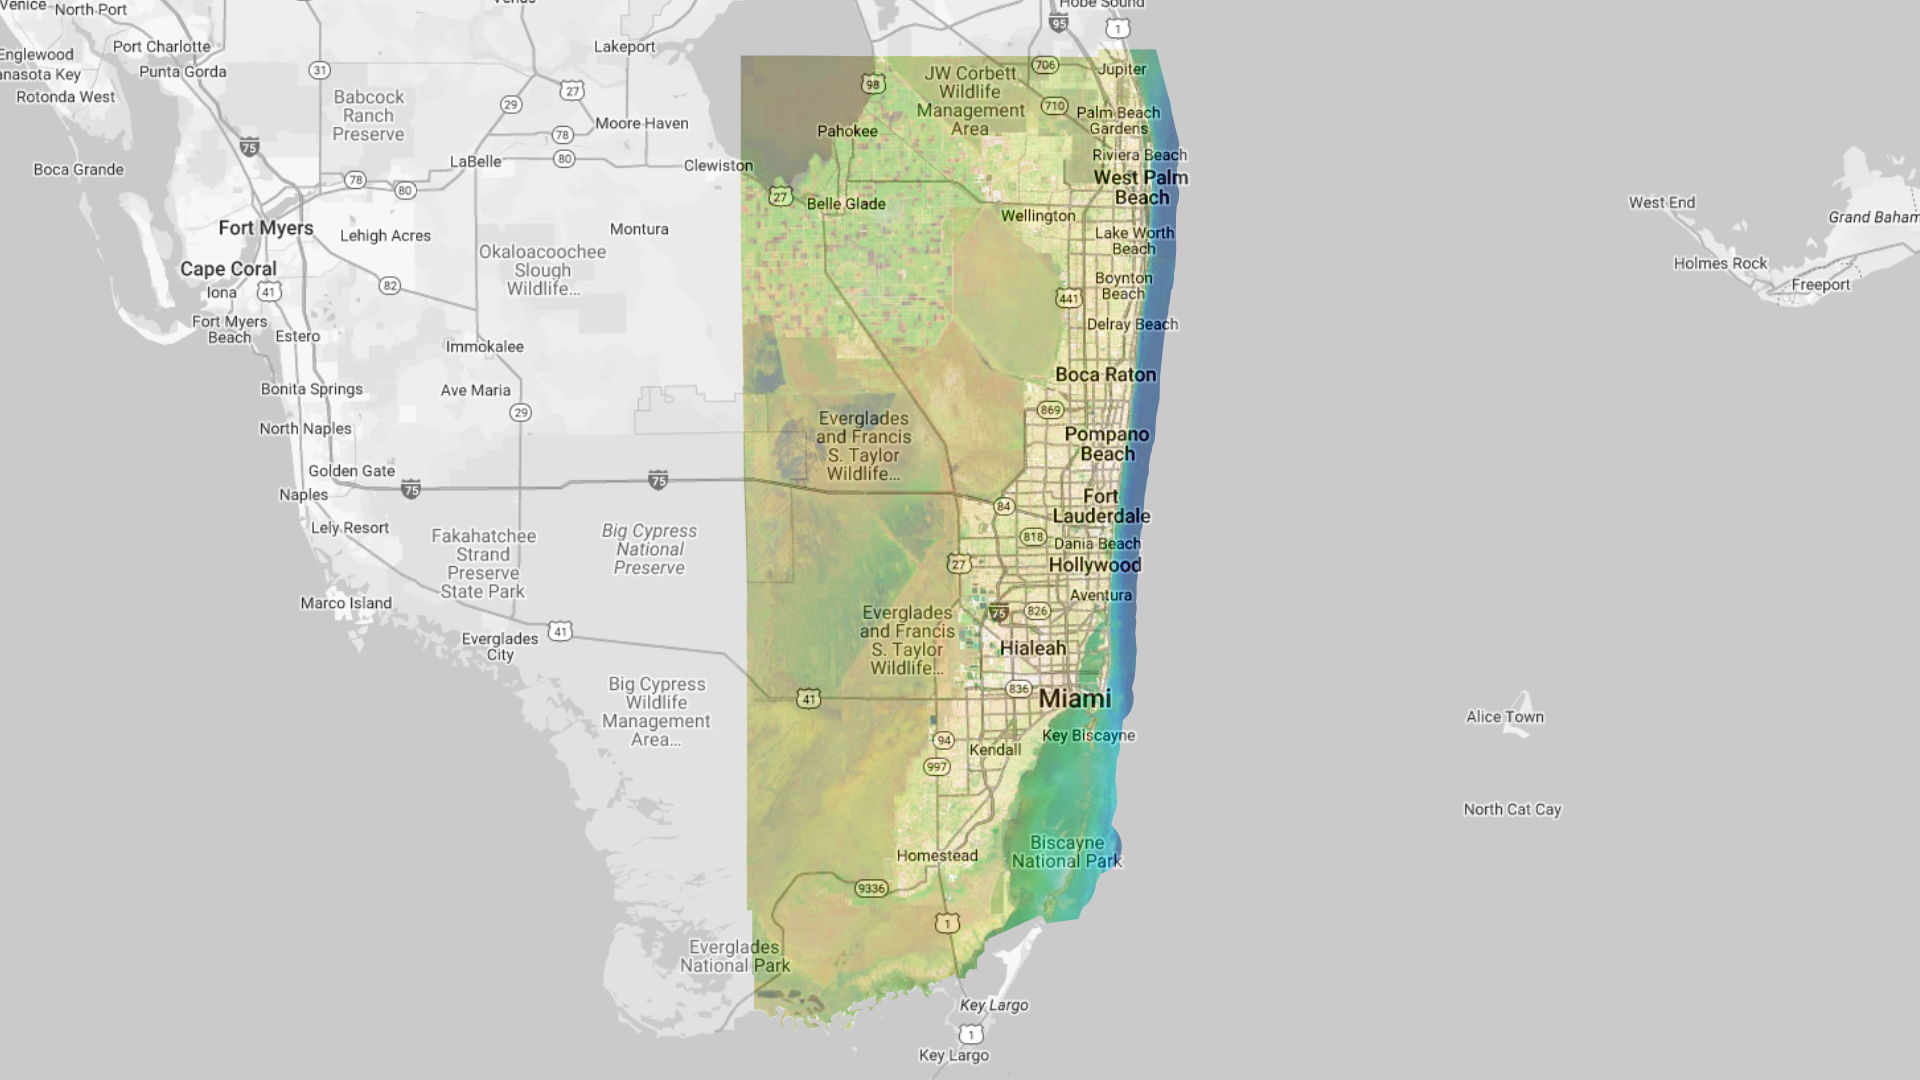 Venice
North Port
Venus
Hobe Sound
95
1
Englewood
anasota Key
Port Charlotte
Punta Gorda
Rotonda West
31
Lakeport
27
29
98
706
Jupiter
JW Corbett
Wildlife
Management
Area
710
Palm Beach
Gardens
Babcock
Ranch
Preserve
75
78
Moore Haven
Pahokee
Boca Grande
LaBelle
80
Clewiston
Riviera Beach
West Palm
Beach
78
80
27
Belle Glade
Wellington
West End
Grand Baham
Fort Myers
Lehigh Acres
Montura
Lake Worth
Beach
Okaloacoochee
Slough
Wildlife...
Cape Coral
Iona
41
82
Boynton
Beach
441
Holmes Rock
Freeport
Fort Myers
Beach
Estero
Immokalee
Delray Beach
Bonita Springs
Ave Maria
Boca Raton
29
869
North Naples
Everglades
and Francis
S. Taylor
Wildlife...
Pompano
Beach
Golden Gate
75
75
Naples
84
Fort
Lauderdale
Lely Resort
Fakahatchee
Strand
Preserve
State Park
Big Cypress
National
Preserve
818
Dania Beach
27
Hollywood
Marco Island
Aventura
75
826
Everglades
and Francis
S. Taylor
Wildlife...
Everglades
City
41
Hialeah
Big Cypress
Wildlife
Management
Area...
41
836
Miami
Alice Town
94
Kendall
Key Biscayne
997
North Cat Cay
Biscayne
National Park
Homestead
9336
1
Everglades
National Park
Key Largo
1
Key Largo